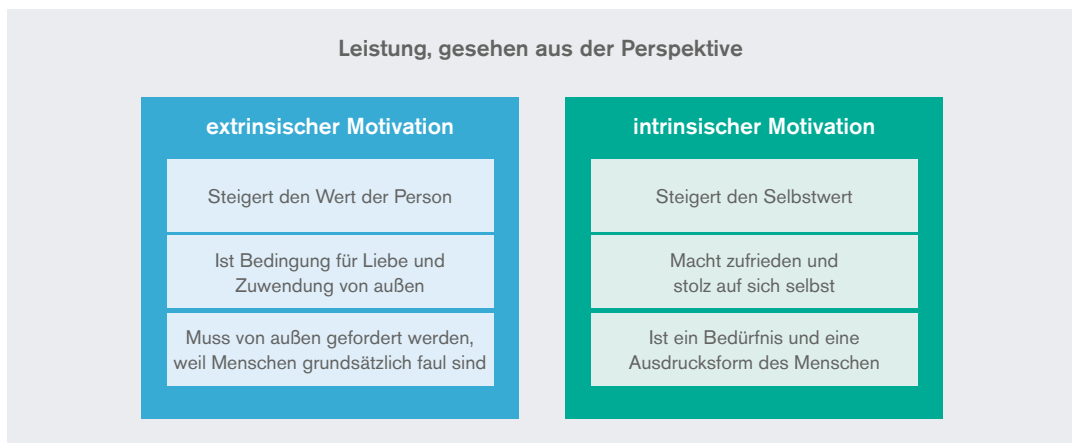 Leistung, gesehen aus der Perspektive
extrinsischer Motivation
Steigert den Wert der Person
Ist Bedingung für Liebe und
Zuwendung von außen
Muss von außen gefordert werden,
weil Menschen grundsätzlich faul sind
intrinsischer Motivation
Steigert den Selbstwert
Macht zufrieden und
stolz auf sich selbst
Ist ein Bedürfnis und eine
Ausdrucksform des Menschen